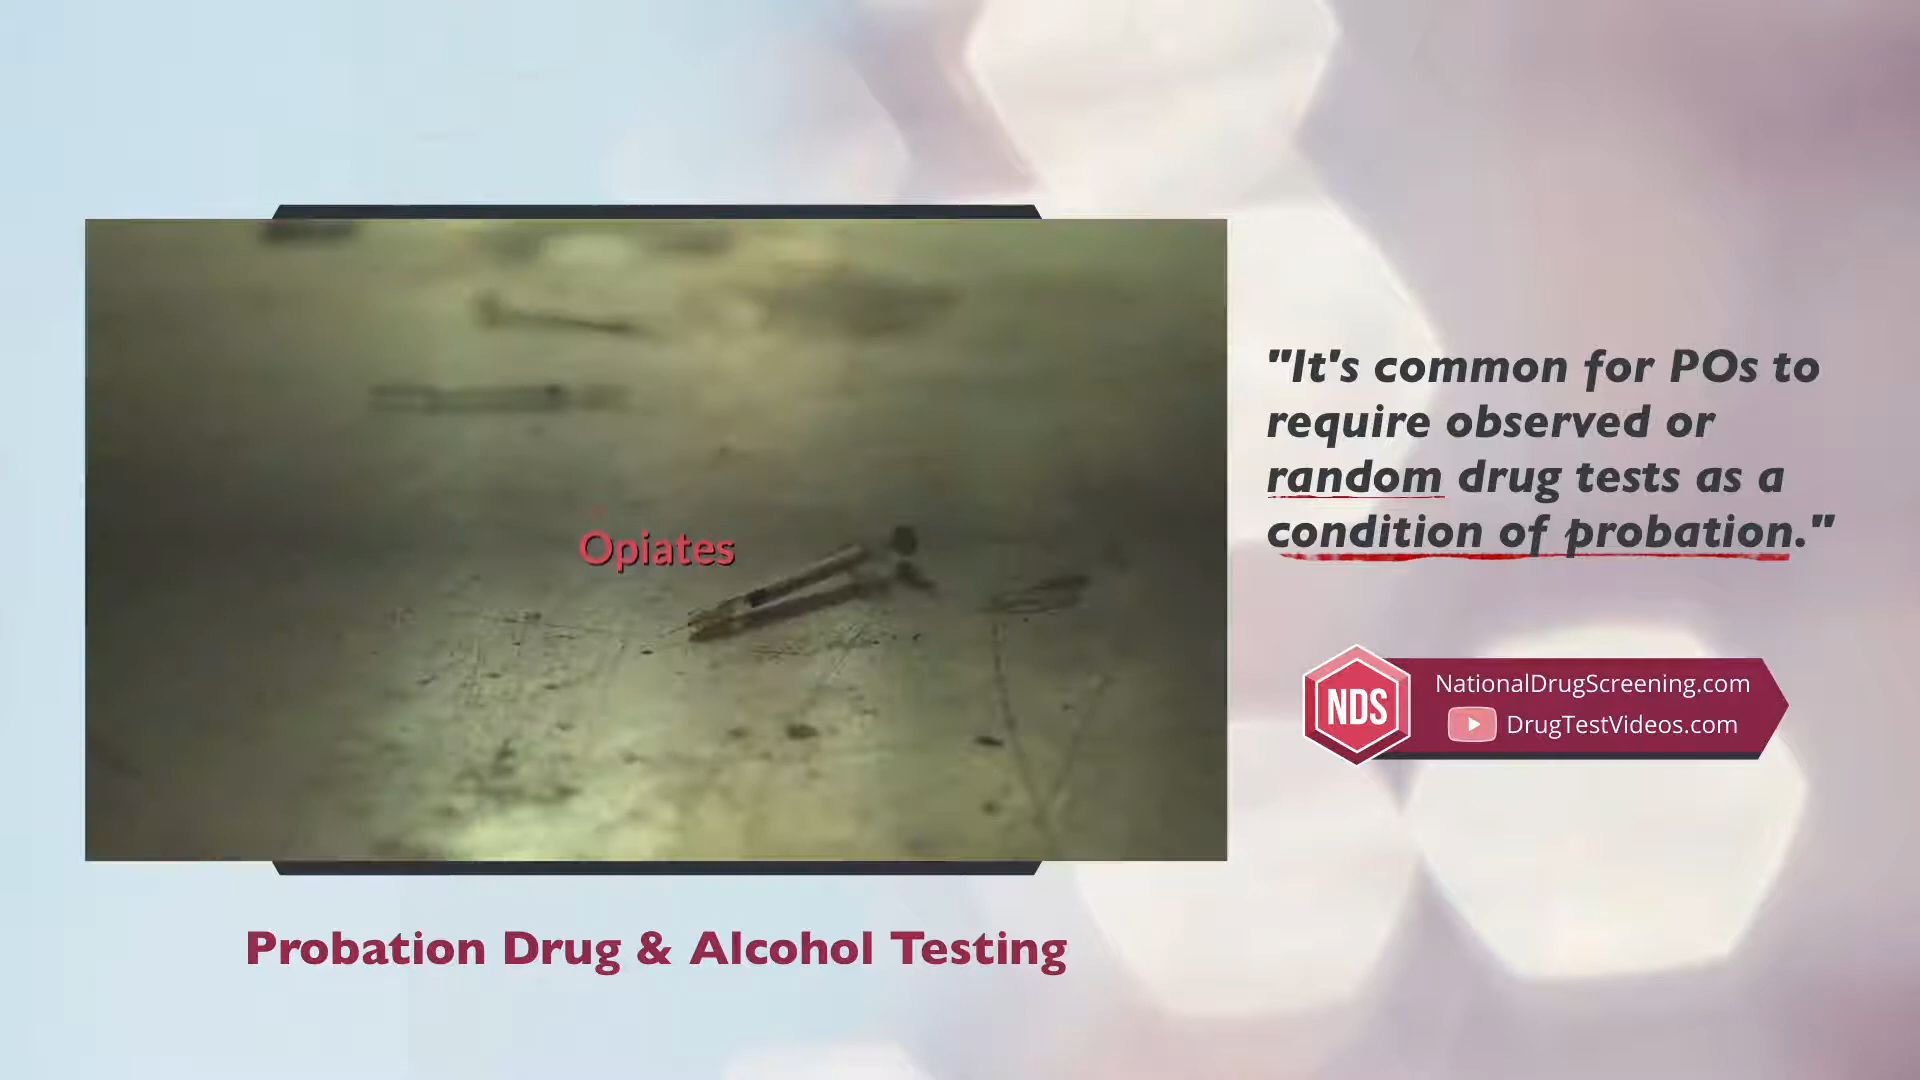 Opiates
"It's common for POs to
require observed or
random drug tests as a
condition of probation."
NDS
NationalDrugScreening.com
DrugTestVideos.com
Probation Drug & Alcohol Testing